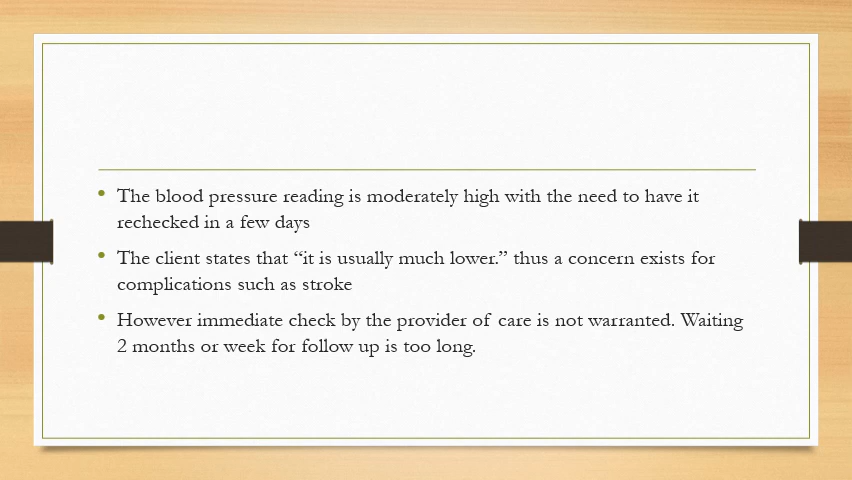 • The blood pressure reading is moderately high with the need to have it
rechecked in a few days
• The client states that “it is usually much lower.” thus a concern exists for
complications such as stroke
• However immediate check by the provider of care is not warranted. Waiting
2 months or week for follow up is too long.